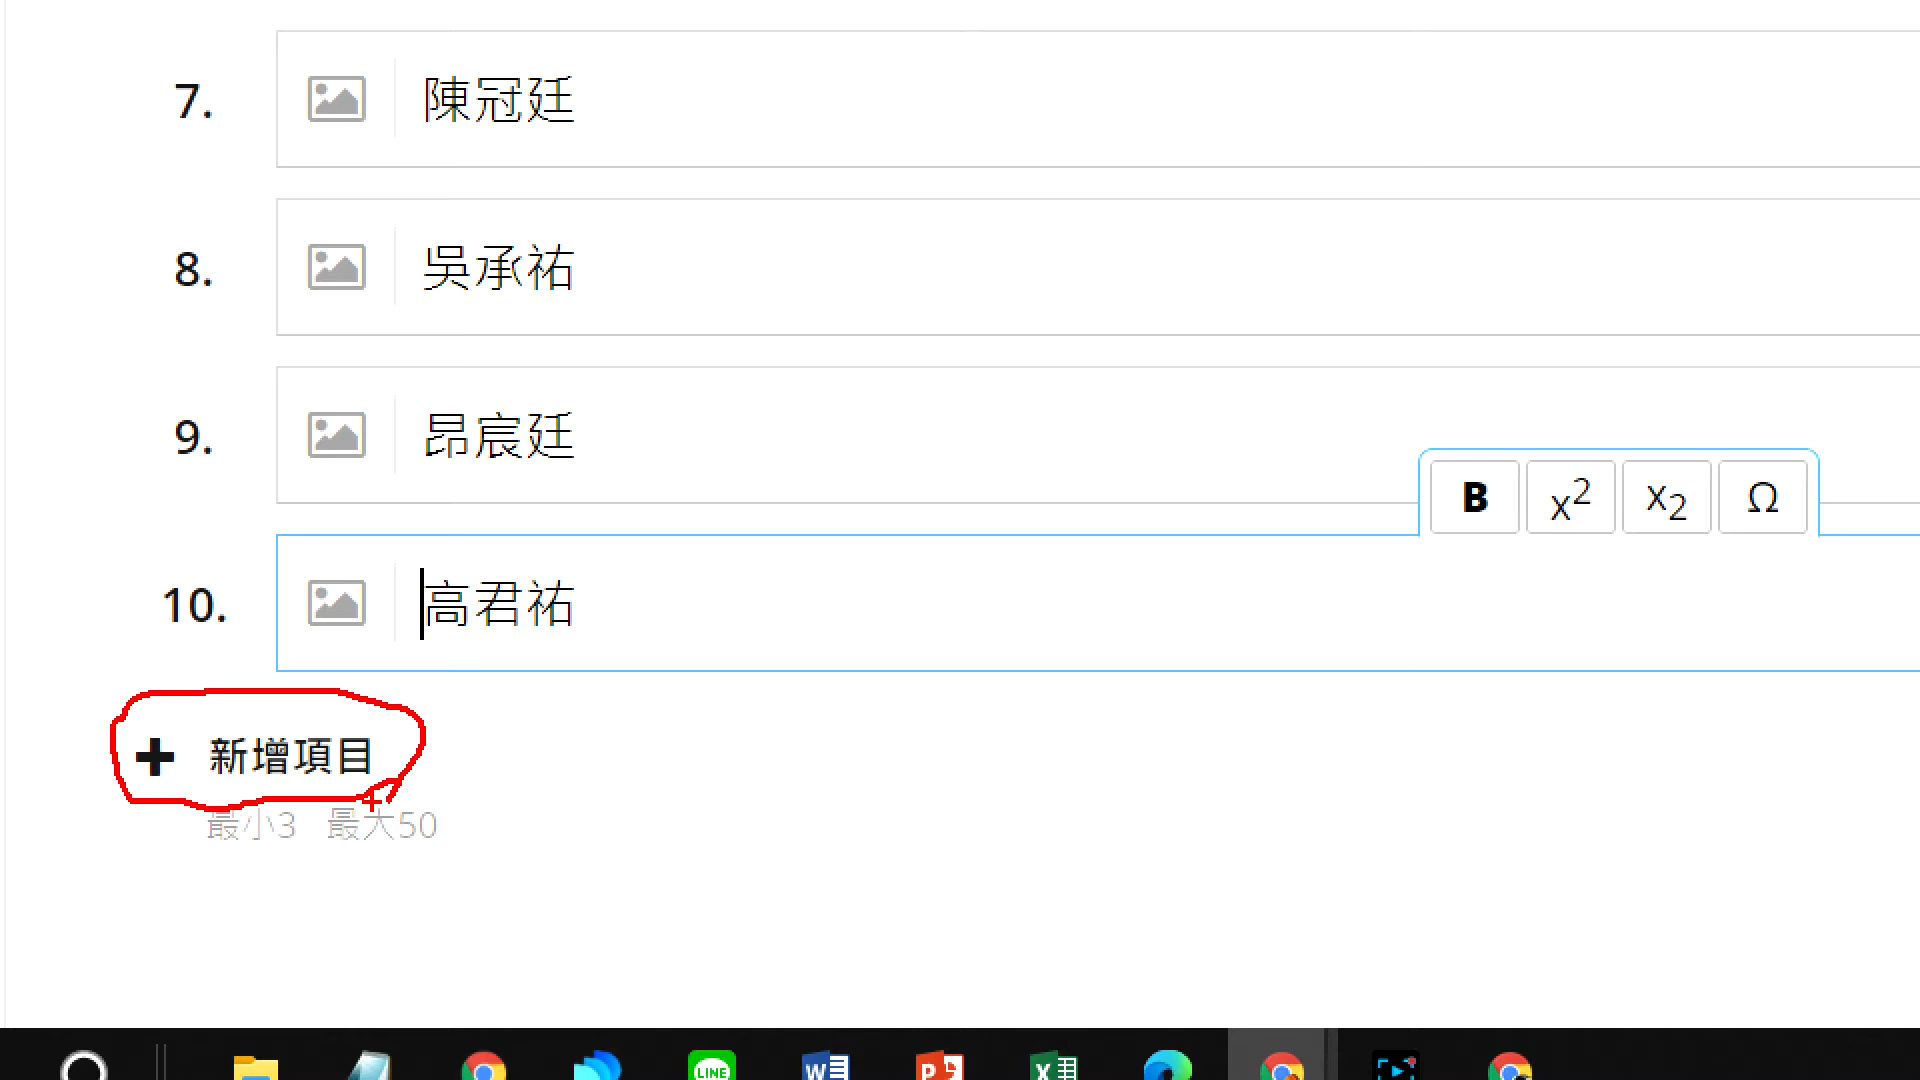 7. 陳冠廷
8. 吳承祐
9. 昂宸廷
B x² x₂ Ω
10. 高君祐
新增項目
最小3 最大50
LINE W P X